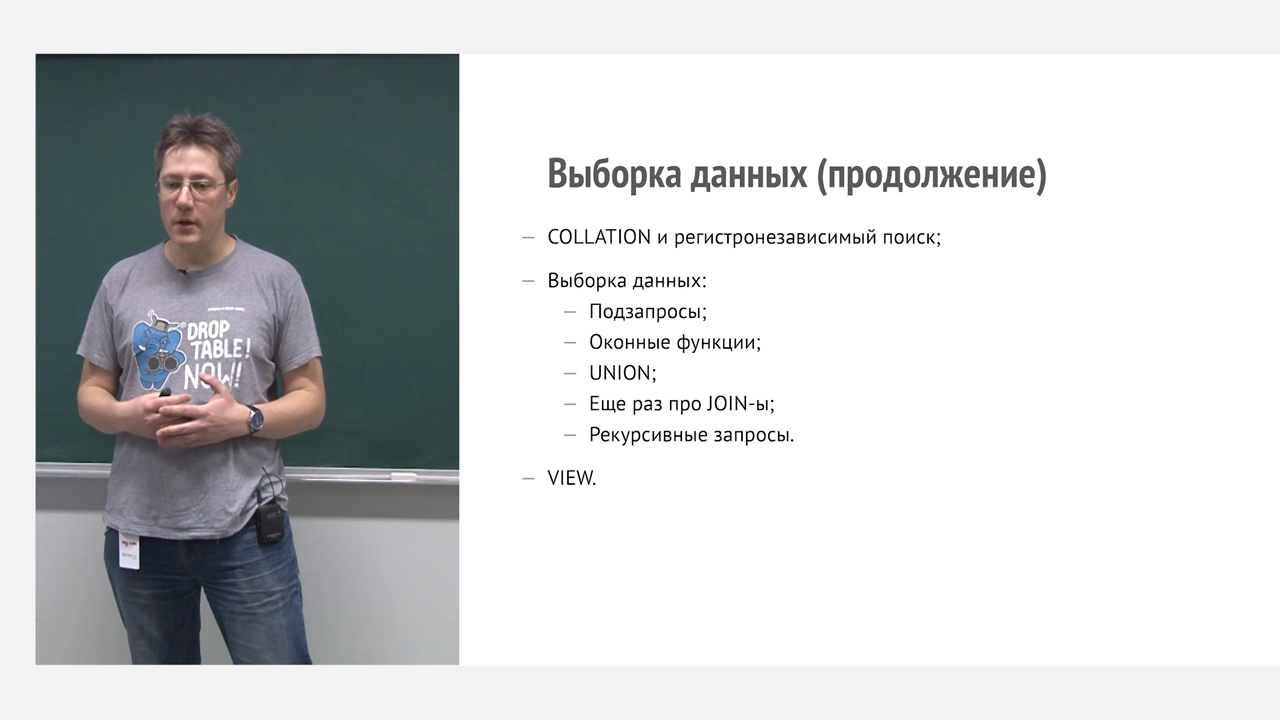 Выборка данных (продолжение)
— COLLATION и регистронезависимый поиск;
— Выборка данных:
— Подзапросы;
— Оконные функции;
— UNION;
— Еще раз про JOIN-ы;
— Рекурсивные запросы.
— VIEW.
DROP
TABLE!
NOW!